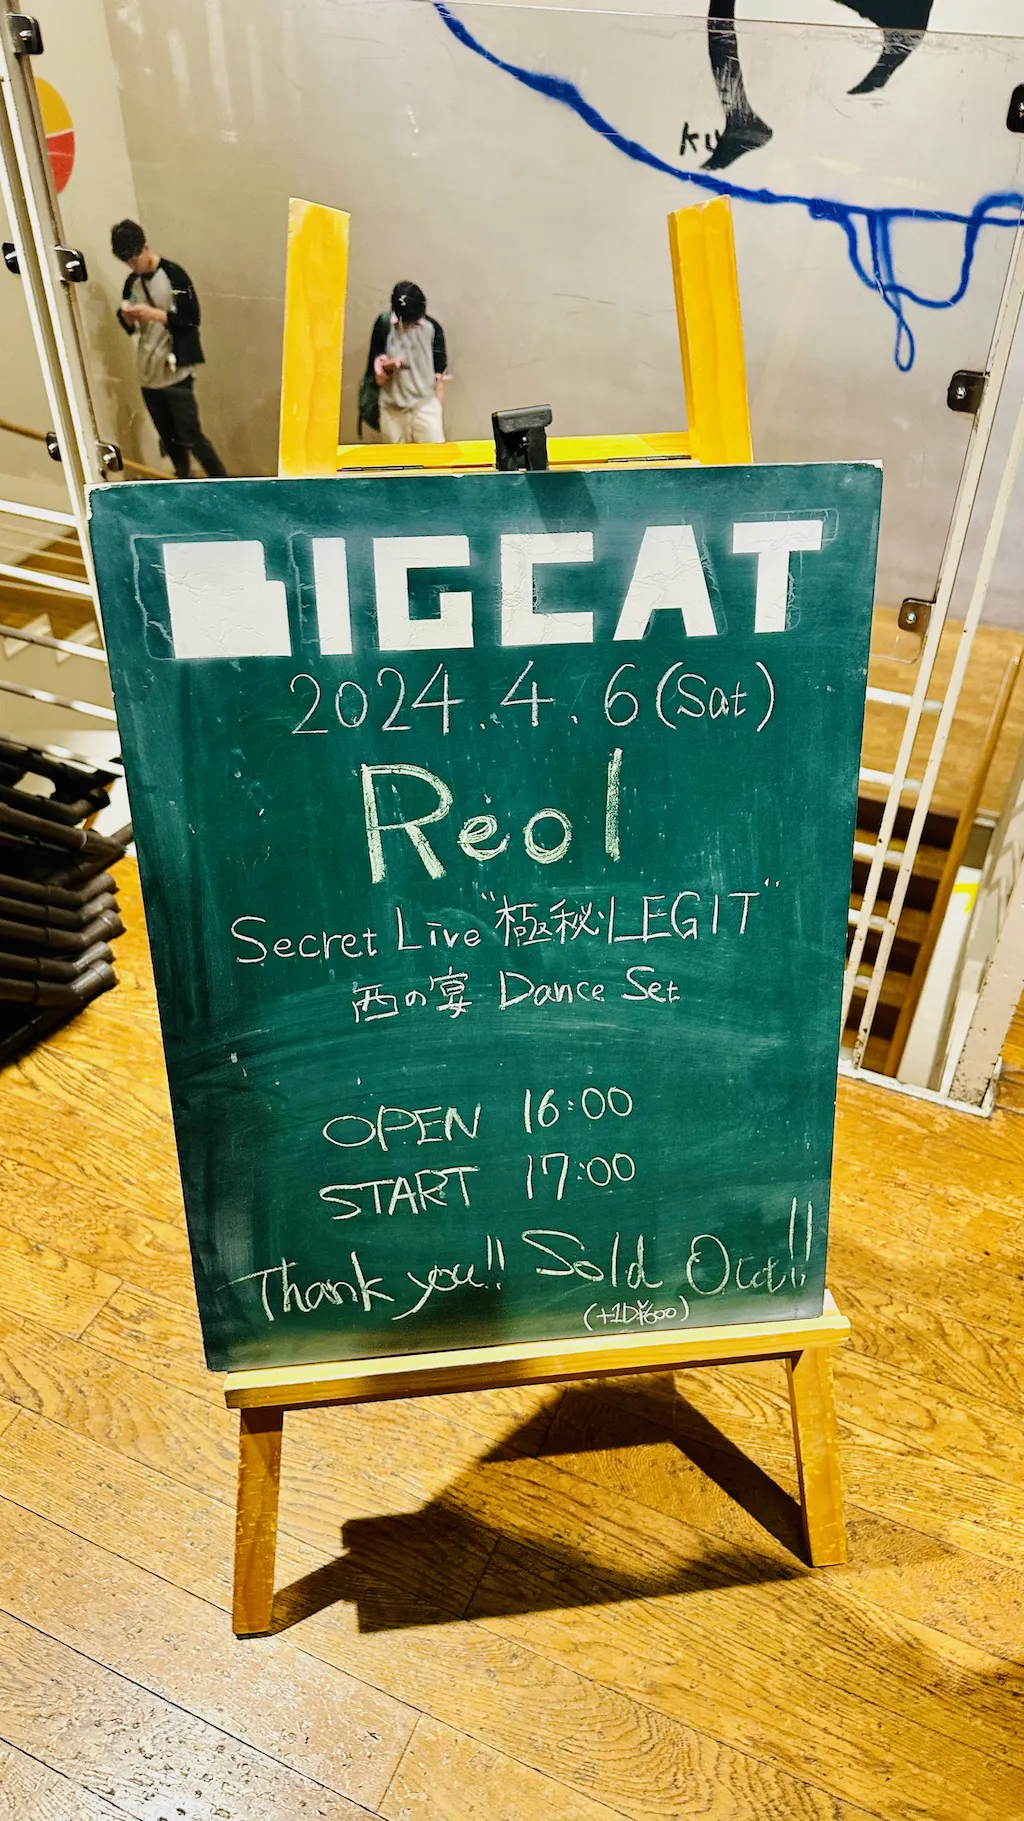 KU
BIGCAT
2024.4.6(Sat)
Reol
Secret Live "極秘LEGIT"
西の宴 Dance Set
OPEN 16:00
START 17:00
Thank you!! Sold Out!!
(+1D¥600)